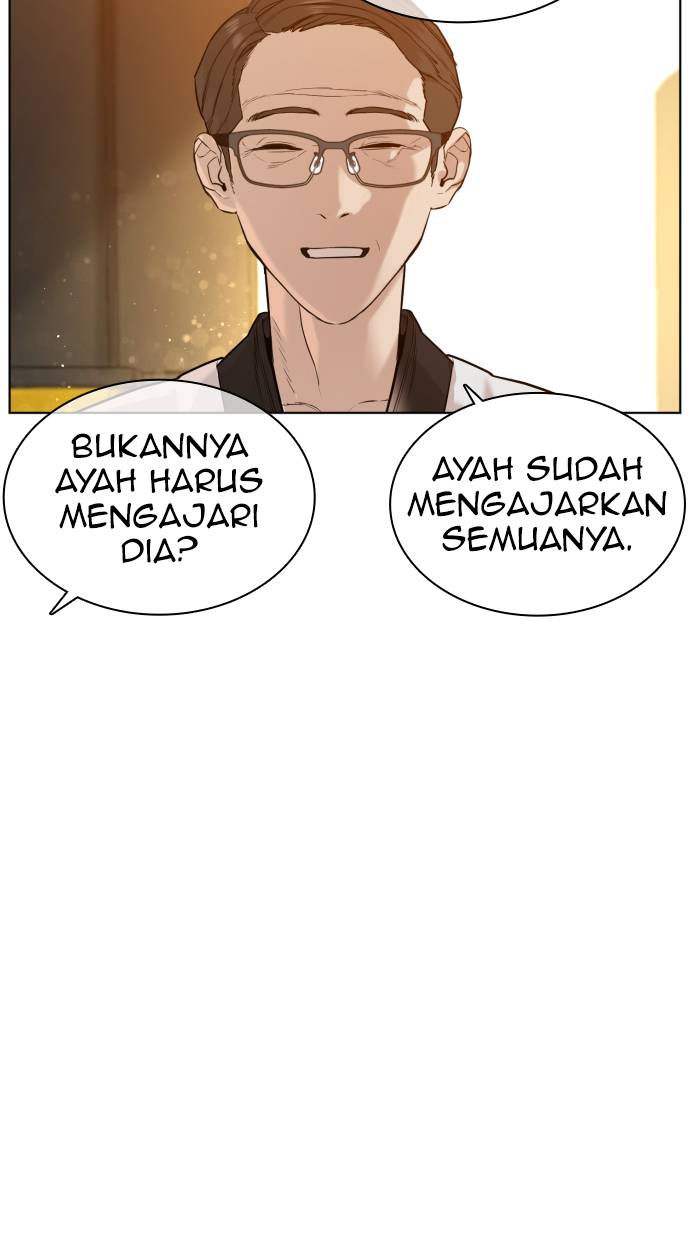 BUKANNYA
AYAH HARUS
MENGAJARI
DIA?
AYAH SUDAH
MENGAJARKAN
SEMUANYA.